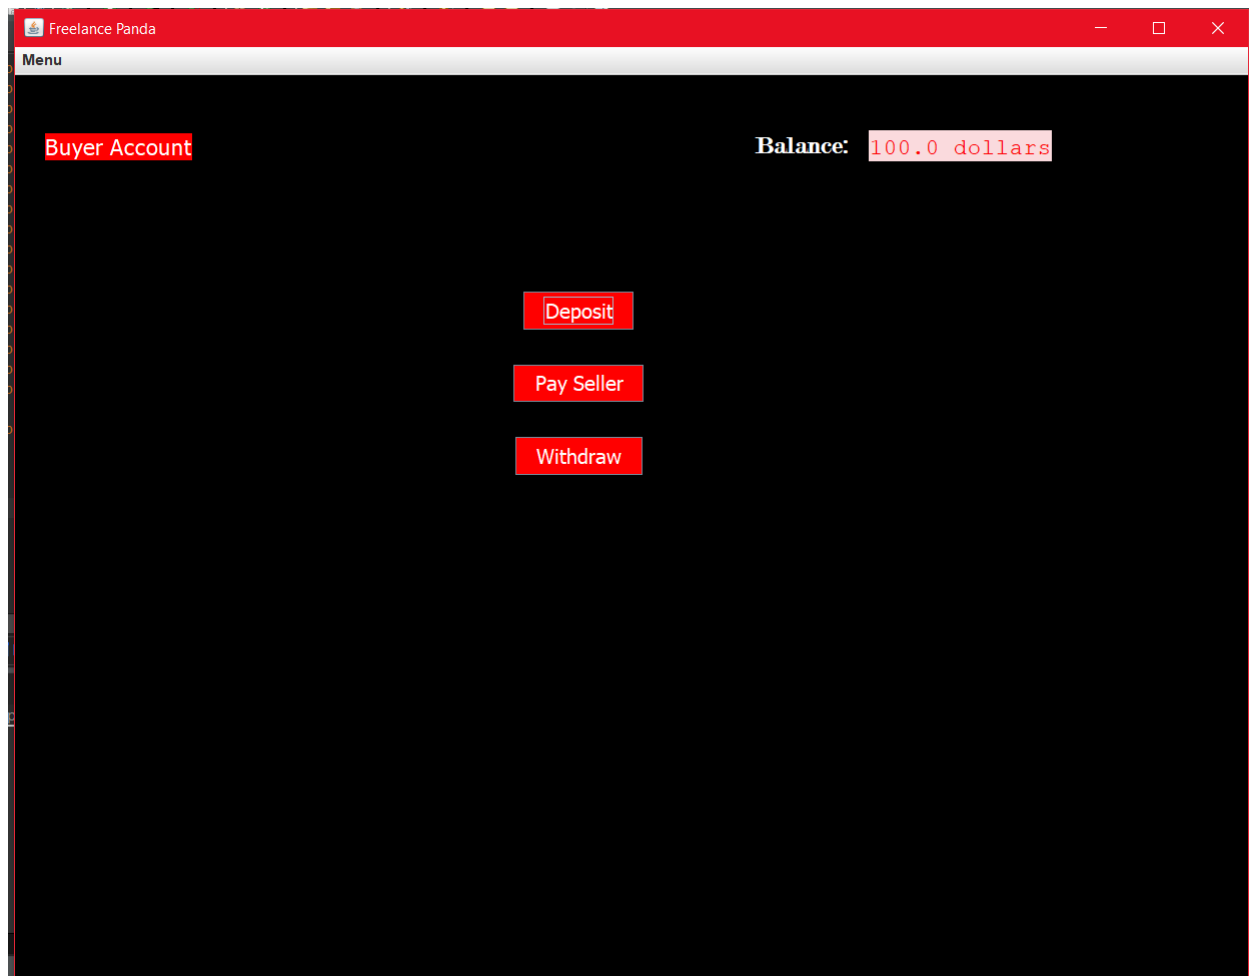 Freelance Panda
Menu
Buyer Account
Balance: 100.0 dollars
Deposit
Pay Seller
Withdraw